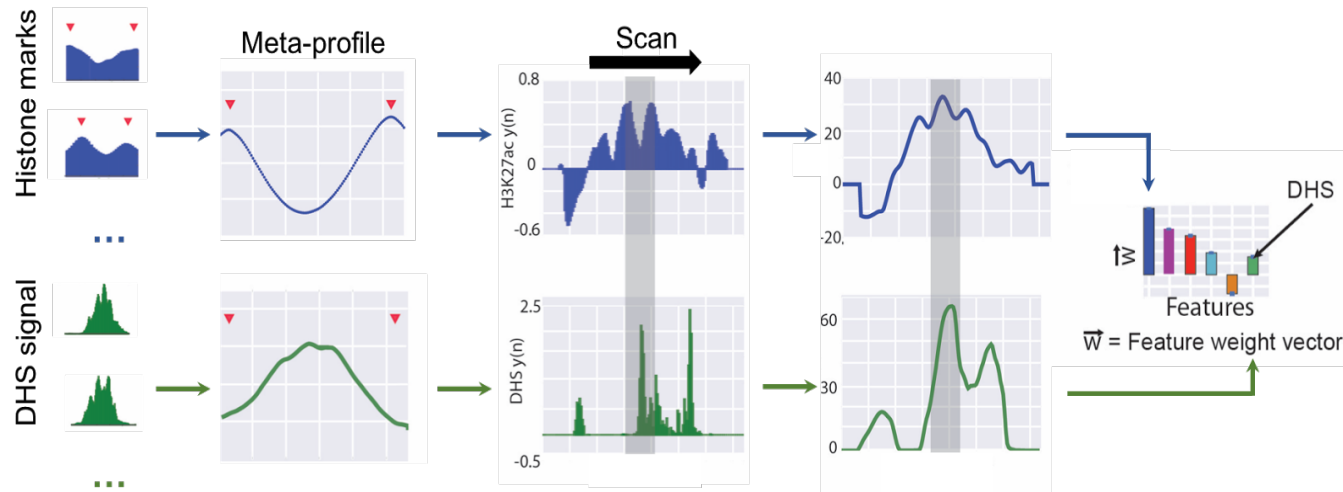 Histone marks
...
DHS signal
...
Meta-profile
Scan
0.8
0
-0.6
H3K27ac y(n)
2.5
-0.5
DHS y(n)
40
20
0
-20
60
30
0
DHS
W
Features
W = Feature weight vector